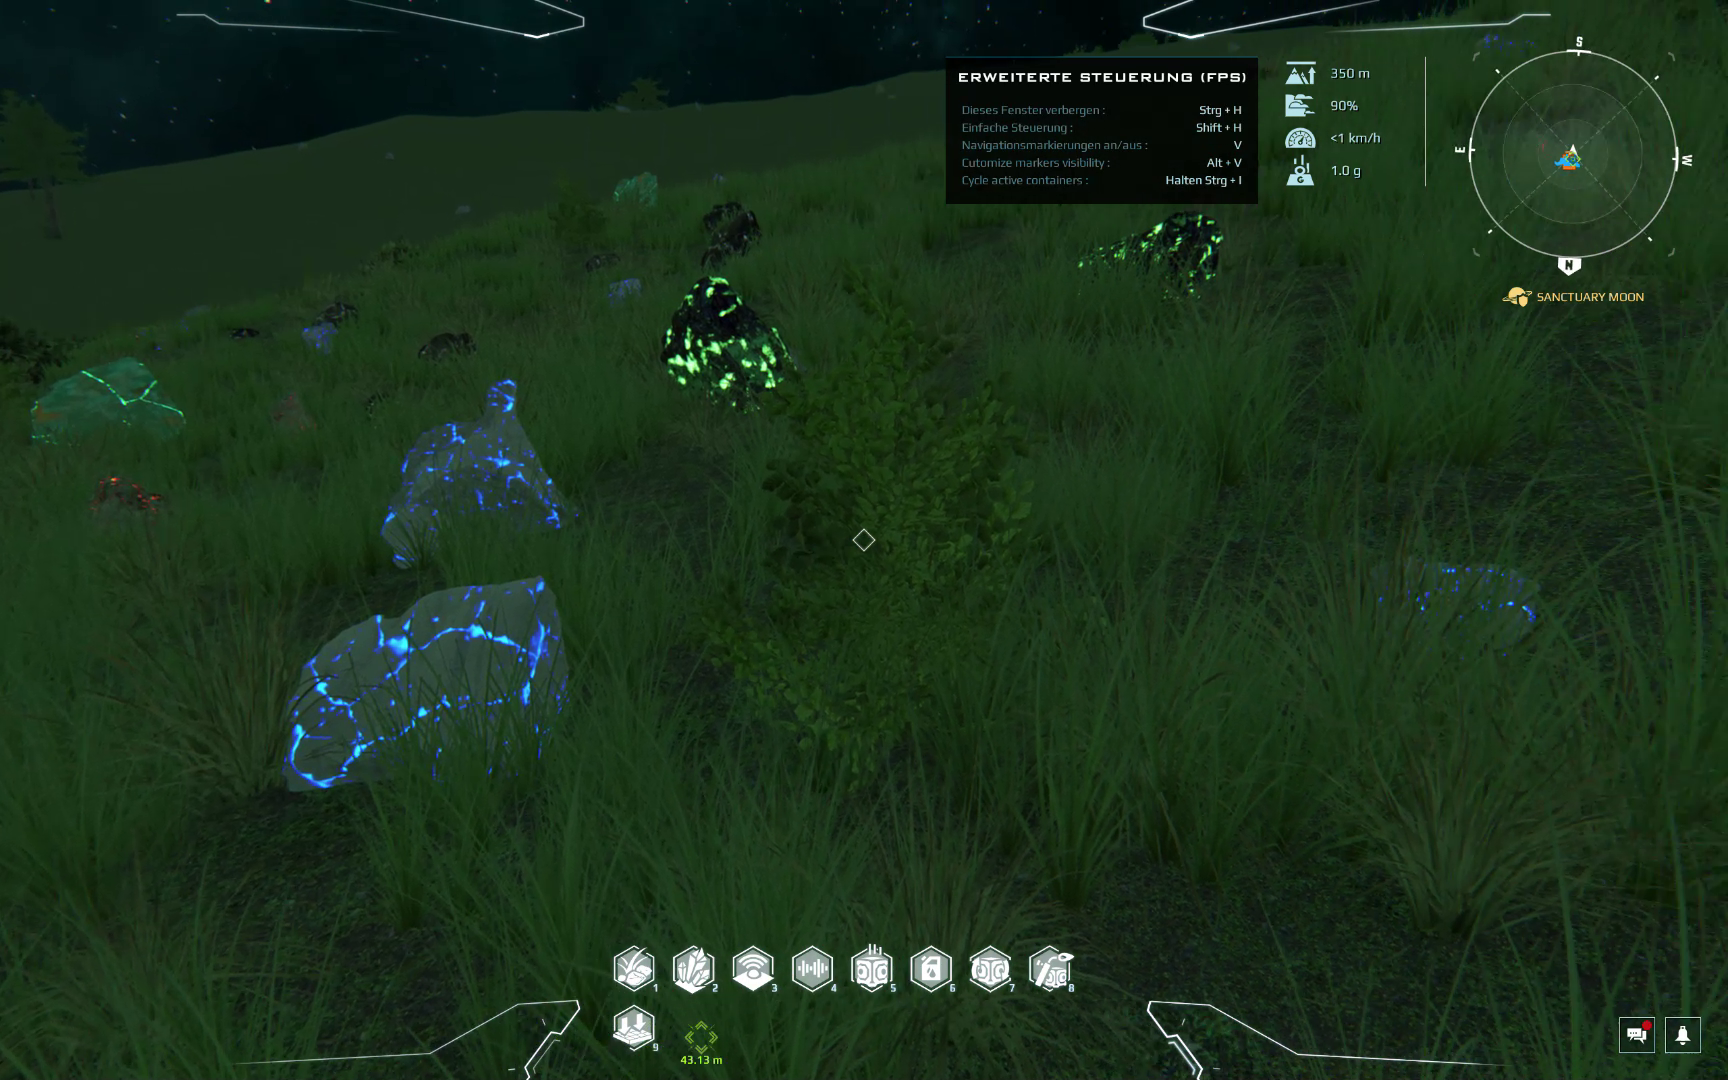 ERWEITERTE STEUERUNG (FPS)
Dieses Fenster verbergen : Strg + H
Einfache Steuerung : Shift + H
Navigationsmarkierungen an/aus : V
Cutomize markers visibility : Alt + V
Cycle active containers : Halten Strg + I
350 m
90%
<1 km/h
1.0 g
G
S
E
W
N
SANCTUARY MOON
1
2
3
4
5
6
7
8
9
43.13 m